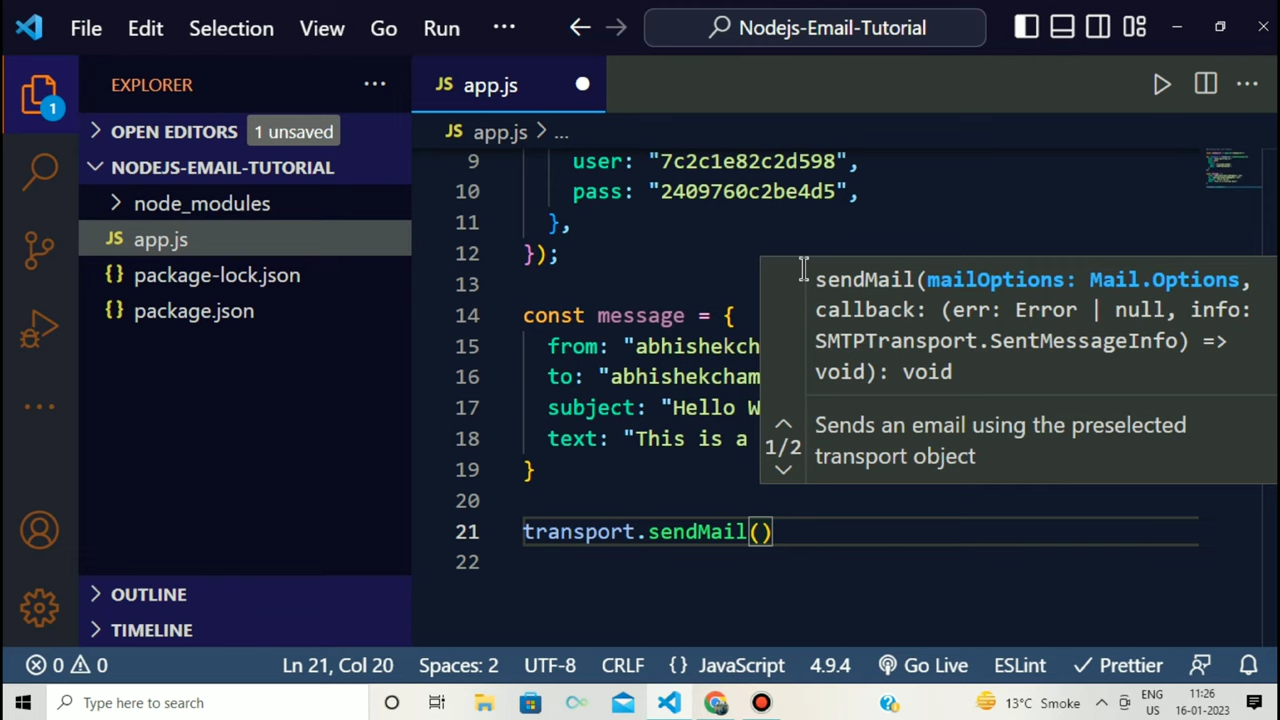 File Edit Selection View Go Run ··· Nodejs-Email-Tutorial
EXPLORER ···
1
OPEN EDITORS 1 unsaved
NODEJS-EMAIL-TUTORIAL
node_modules
JS app.js
{} package-lock.json
{} package.json
OUTLINE
TIMELINE
JS app.js
JS app.js > ...
9 user: "7c2c1e82c2d598",
10 pass: "2409760c2be4d5",
11 },
12 });
13
14 const message = {
15 from: "abhishekch
16 to: "abhishekcham
17 subject: "Hello W
18 text: "This is a
19 }
20
21 transport.sendMail()
22
sendMail(mailOptions: Mail.Options,
callback: (err: Error | null, info:
SMTPTransport.SentMessageInfo) =>
void): void
1/2
Sends an email using the preselected
transport object
0 0 Ln 21, Col 20 Spaces: 2 UTF-8 CRLF {} JavaScript 4.9.4 Go Live ESLint Prettier
Type here to search 13°C Smoke ENG US 11:26 16-01-2023